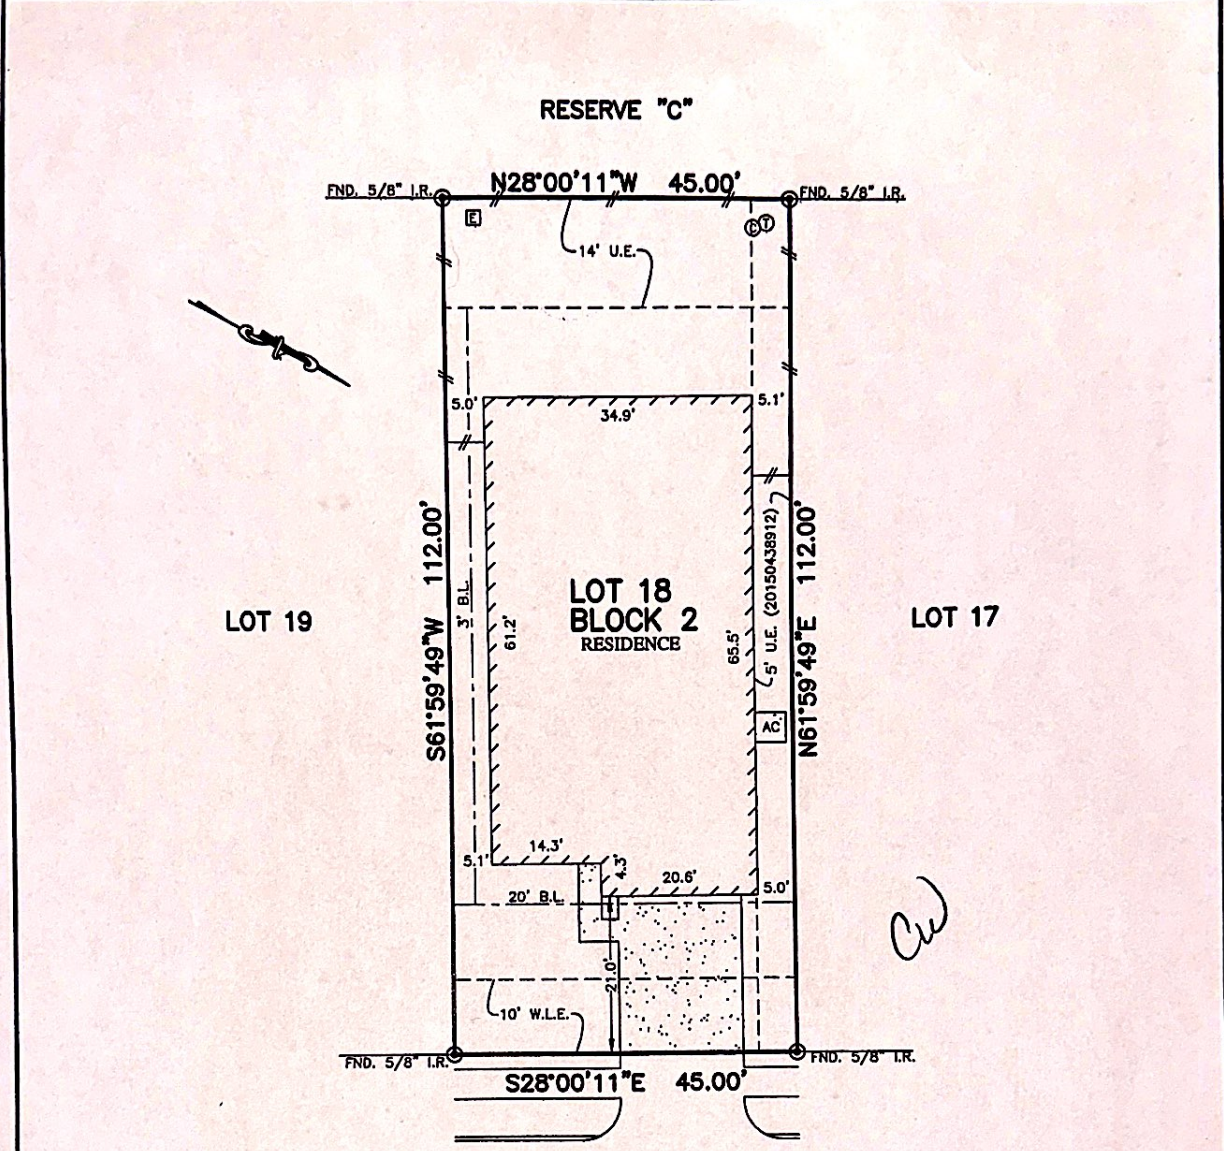 RESERVE "C"
N28°00'11"W 45.00'
FND. 5/8" I.R.
FND. 5/8" I.R.
E
C T
14' U.E.
5.0'
34.9'
5.1'
S61°59'49"W 112.00'
3' B.L.
61.2'
LOT 19
LOT 18
BLOCK 2
RESIDENCE
65.5'
5' U.E. (20150438912)
N61°59'49"E 112.00'
LOT 17
AC.
14.3'
5.1'
4.3'
20.6'
5.0'
20' B.L.
21.0'
10' W.L.E.
FND. 5/8" I.R.
FND. 5/8" I.R.
S28°00'11"E 45.00'